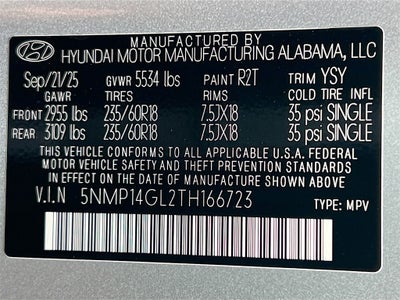 MANUFACTURED BY
HYUNDAI MOTOR MANUFACTURING ALABAMA, LLC
Sep/21/25 GVWR 5534 lbs PAINT R2T TRIM YSY
GAWR TIRES RIMS COLD TIRE INFL
FRONT 2955 lbs 235/60R18 7.5JX18 35 psi SINGLE
REAR 3109 lbs 235/60R18 7.5JX18 35 psi SINGLE
THIS VEHICLE CONFORMS TO ALL APPLICABLE U.S.A. FEDERAL
MOTOR VEHICLE SAFETY AND THEFT PREVENTION STANDARDS
IN EFFECT ON THE DATE OF MANUFACTURE SHOWN ABOVE.
V.I.N 5NMP14GL2TH166723 TYPE: MPV